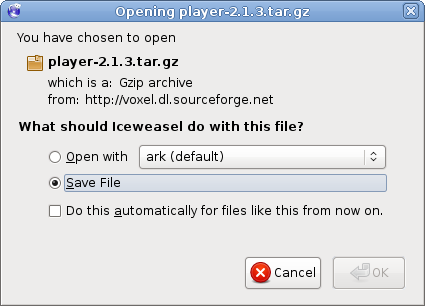 Opening player-2.1.3.tar.gz
You have chosen to open
player-2.1.3.tar.gz
which is a: Gzip archive
from: http://voxel.dl.sourceforge.net
What should Iceweasel do with this file?
Open with ark (default)
Save File
Do this automatically for files like this from now on.
Cancel OK